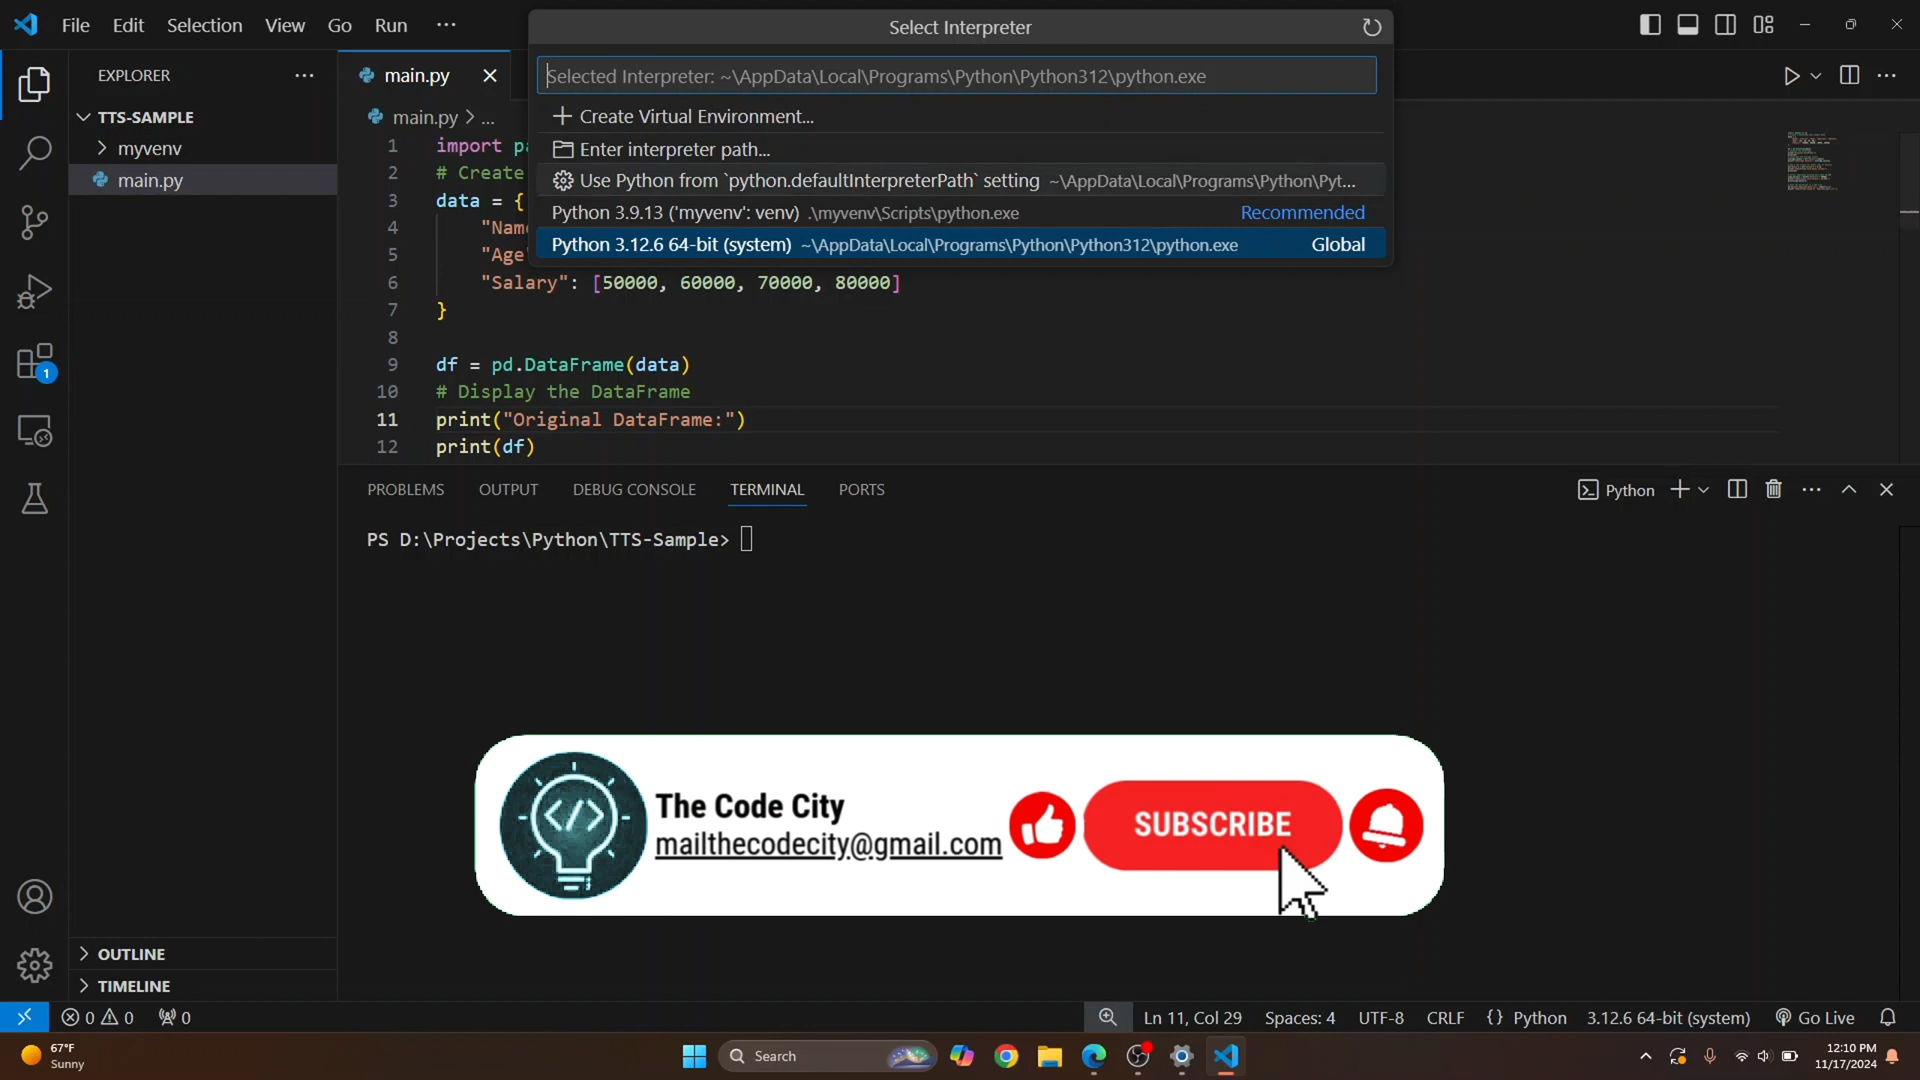 File Edit Selection View Go Run ...
Select Interpreter
EXPLORER
main.py
Selected Interpreter: ~\AppData\Local\Programs\Python\Python312\python.exe
TTS-SAMPLE
main.py > ...
Create Virtual Environment...
myvenv
1 import
Enter interpreter path...
main.py
2 # Create
Use Python from `python.defaultInterpreterPath` setting ~\AppData\Local\Programs\Python\Pyt...
3 data = {
Python 3.9.13 ('myvenv': venv) .\myvenv\Scripts\python.exe Recommended
4 "Nam
5 "Age'
Python 3.12.6 64-bit (system) ~\AppData\Local\Programs\Python\Python312\python.exe Global
6 "Salary": [50000, 60000, 70000, 80000]
7 }
8
9 df = pd.DataFrame(data)
10 # Display the DataFrame
11 print("Original DataFrame:")
12 print(df)
1
PROBLEMS OUTPUT DEBUG CONSOLE TERMINAL PORTS
Python
PS D:\Projects\Python\TTS-Sample>
The Code City
mailthecodecity@gmail.com
SUBSCRIBE
OUTLINE
TIMELINE
0 0 0
Ln 11, Col 29 Spaces: 4 UTF-8 CRLF {} Python 3.12.6 64-bit (system) Go Live
67°F
Sunny
Search
12:10 PM
11/17/2024